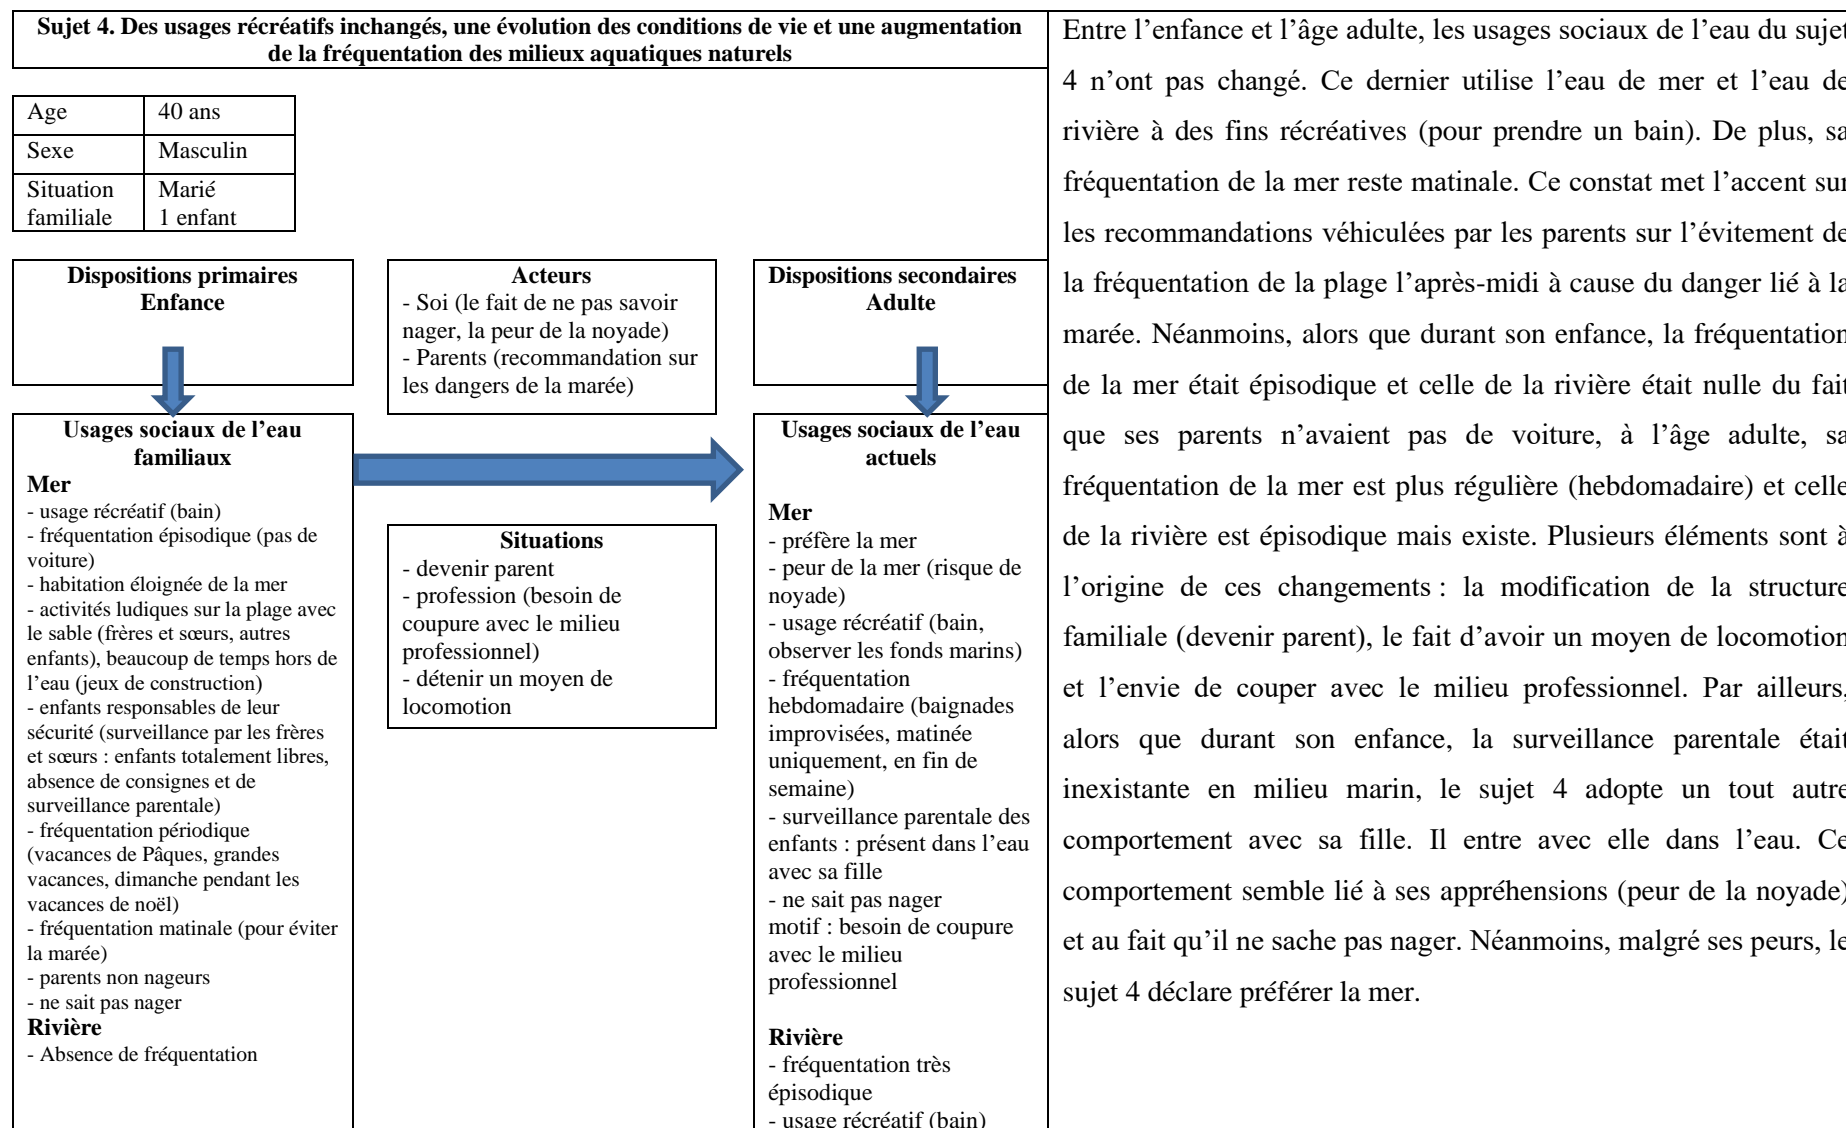 Sujet 4. Des usages récréatifs inchangés, une évolution des conditions de vie et une augmentation
de la fréquentation des milieux aquatiques naturels
Age 40 ans
Sexe Masculin
Situation familiale Marié
1 enfant
Dispositions primaires
Enfance
Acteurs
- Soi (le fait de ne pas savoir
nager, la peur de la noyade)
- Parents (recommandation sur
les dangers de la marée)
Dispositions secondaires
Adulte
Usages sociaux de l’eau
familiaux
Mer
- usage récréatif (bain)
- fréquentation épisodique (pas de
voiture)
- habitation éloignée de la mer
- activités ludiques sur la plage avec
le sable (frères et sœurs, autres
enfants), beaucoup de temps hors de
l’eau (jeux de construction)
- enfants responsables de leur
sécurité (surveillance par les frères
et sœurs : enfants totalement libres,
absence de consignes et de
surveillance parentale)
- fréquentation périodique
(vacances de Pâques, grandes
vacances, dimanche pendant les
vacances de noël)
- fréquentation matinale (pour éviter
la marée)
- parents non nageurs
- ne sait pas nager
Rivière
- Absence de fréquentation
Situations
- devenir parent
- profession (besoin de
coupure avec le milieu
professionnel)
- détenir un moyen de
locomotion
Usages sociaux de l’eau
actuels
Mer
- préfère la mer
- peur de la mer (risque de
noyade)
- usage récréatif (bain,
observer les fonds marins)
- fréquentation
hebdomadaire (baignades
improvisées, matinée
uniquement, en fin de
semaine)
- surveillance parentale des
enfants : présent dans l’eau
avec sa fille
- ne sait pas nager
motif : besoin de coupure
avec le milieu
professionnel
Rivière
- fréquentation très
épisodique
- usage récréatif (bain)
Entre l’enfance et l’âge adulte, les usages sociaux de l’eau du sujet
4 n’ont pas changé. Ce dernier utilise l’eau de mer et l’eau de
rivière à des fins récréatives (pour prendre un bain). De plus, sa
fréquentation de la mer reste matinale. Ce constat met l’accent sur
les recommandations véhiculées par les parents sur l’évitement de
la fréquentation de la plage l’après-midi à cause du danger lié à la
marée. Néanmoins, alors que durant son enfance, la fréquentation
de la mer était épisodique et celle de la rivière était nulle du fait
que ses parents n’avaient pas de voiture, à l’âge adulte, sa
fréquentation de la mer est plus régulière (hebdomadaire) et celle
de la rivière est épisodique mais existe. Plusieurs éléments sont à
l’origine de ces changements : la modification de la structure
familiale (devenir parent), le fait d’avoir un moyen de locomotion
et l’envie de couper avec le milieu professionnel. Par ailleurs,
alors que durant son enfance, la surveillance parentale était
inexistante en milieu marin, le sujet 4 adopte un tout autre
comportement avec sa fille. Il entre avec elle dans l’eau. Ce
comportement semble lié à ses appréhensions (peur de la noyade)
et au fait qu’il ne sache pas nager. Néanmoins, malgré ses peurs, le
sujet 4 déclare préférer la mer.